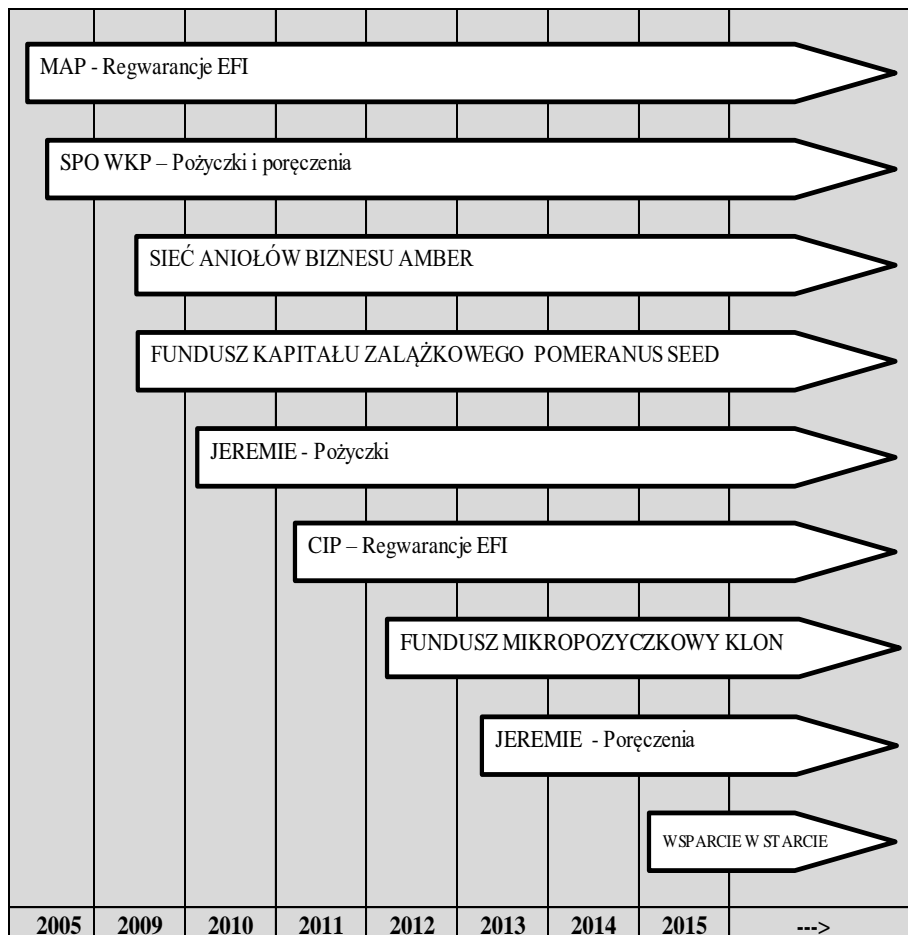 MAP - Regwarancje EFI
SPO WKP – Pożyczki i poręczenia
SIEĆ ANIOŁÓW BIZNESU AMBER
FUNDUSZ KAPITAŁU ZALĄŻKOWEGO POMERANUS SEED
JEREMIE - Pożyczki
CIP – Regwarancje EFI
FUNDUSZ MIKROPOZYCZKOWY KLON
JEREMIE - Poręczenia
WSPARCIE W STARCIE
2005 2009 2010 2011 2012 2013 2014 2015 --->